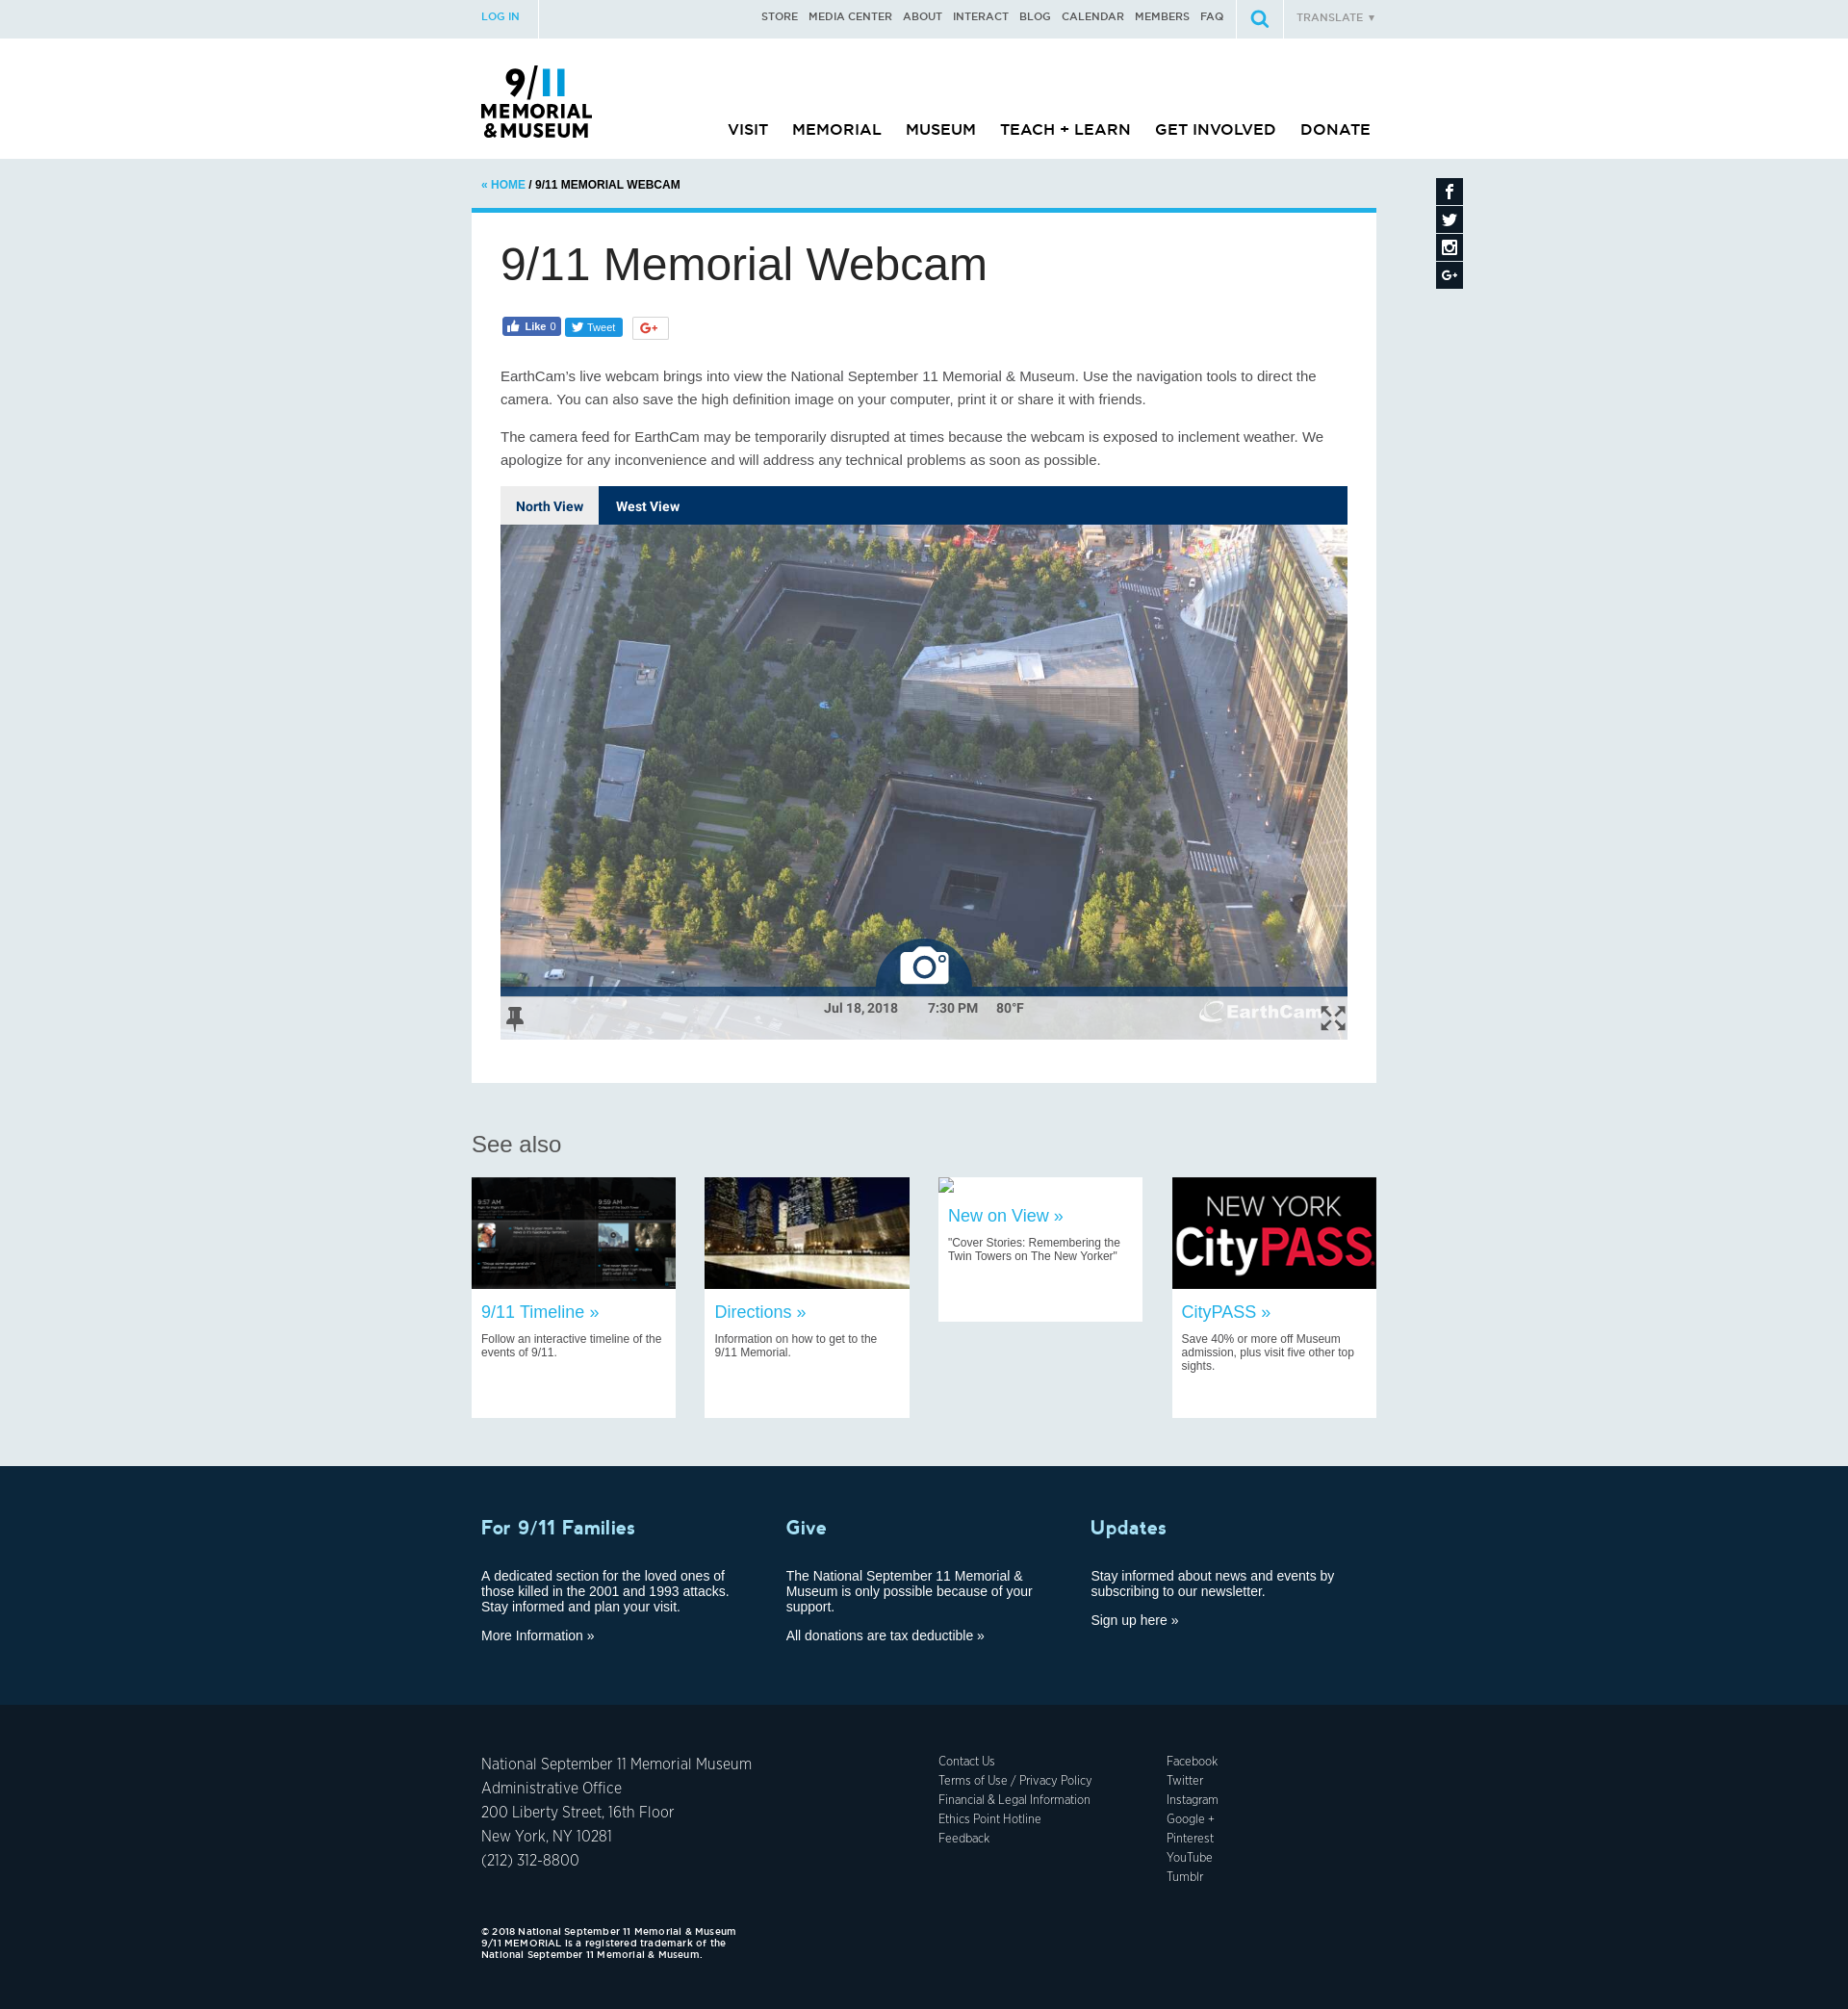 LOG IN
STORE MEDIA CENTER ABOUT INTERACT BLOG CALENDAR MEMBERS FAQ
TRANSLATE ▼
9/11
MEMORIAL
&MUSEUM
VISIT MEMORIAL MUSEUM TEACH + LEARN GET INVOLVED DONATE
« HOME / 9/11 MEMORIAL WEBCAM
9/11 Memorial Webcam
Like 0
Tweet
G+
EarthCam's live webcam brings into view the National September 11 Memorial & Museum. Use the navigation tools to direct the
camera. You can also save the high definition image on your computer, print it or share it with friends.
The camera feed for EarthCam may be temporarily disrupted at times because the webcam is exposed to inclement weather. We
apologize for any inconvenience and will address any technical problems as soon as possible.
North View West View
Jul 18, 2018 7:30 PM 80°F
EarthCam
See also
9:57 AM
9:59 AM
NEW YORK
CityPASS
9/11 Timeline »
Follow an interactive timeline of the
events of 9/11.
Directions »
Information on how to get to the
9/11 Memorial.
New on View »
"Cover Stories: Remembering the
Twin Towers on The New Yorker"
CityPASS »
Save 40% or more off Museum
admission, plus visit five other top
sights.
For 9/11 Families
A dedicated section for the loved ones of
those killed in the 2001 and 1993 attacks.
Stay informed and plan your visit.
More Information »
Give
The National September 11 Memorial &
Museum is only possible because of your
support.
All donations are tax deductible »
Updates
Stay informed about news and events by
subscribing to our newsletter.
Sign up here »
National September 11 Memorial Museum
Administrative Office
200 Liberty Street, 16th Floor
New York, NY 10281
(212) 312-8800
Contact Us
Terms of Use / Privacy Policy
Financial & Legal Information
Ethics Point Hotline
Feedback
Facebook
Twitter
Instagram
Google +
Pinterest
YouTube
Tumblr
© 2018 National September 11 Memorial & Museum
9/11 MEMORIAL is a registered trademark of the
National September 11 Memorial & Museum.